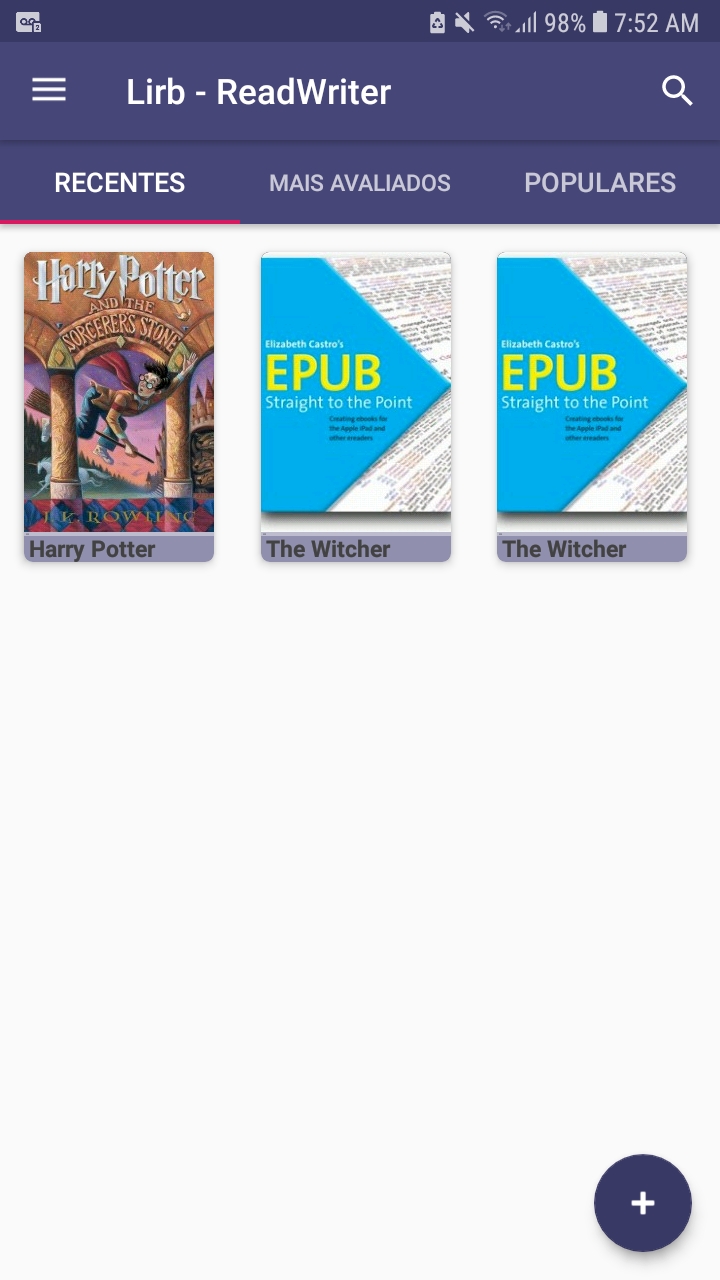 98% 7:52 AM
Lirb - ReadWriter
RECENTES
MAIS AVALIADOS
POPULARES
Harry Potter
AND THE
SORCERER'S STONE
J. K. ROWLING
Harry Potter
Elizabeth Castro's
EPUB
Straight to the Point
Creating ebooks for
the Apple iPad and
other ereaders
The Witcher
Elizabeth Castro's
EPUB
Straight to the Point
Creating ebooks for
the Apple iPad and
other ereaders
The Witcher